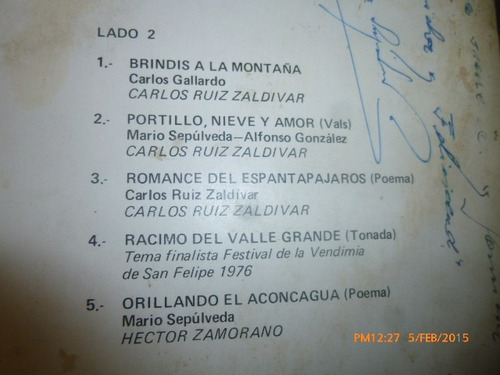 LADO 2
1.- BRINDIS A LA MONTAÑA
Carlos Gallardo
CARLOS RUIZ ZALDIVAR
2.- PORTILLO, NIEVE Y AMOR (Vals)
Mario Sepúlveda—Alfonso González
CARLOS RUIZ ZALDIVAR
3.- ROMANCE DEL ESPANTAPAJAROS (Poema)
Carlos Ruiz Zaldívar
CARLOS RUIZ ZALDIVAR
4.- RACIMO DEL VALLE GRANDE (Tonada)
Tema finalista Festival de la Vendimia
de San Felipe 1976
5.- ORILLANDO EL ACONCAGUA (Poema)
Mario Sepúlveda
HECTOR ZAMORANO
PM12:27 5/FEB/2015